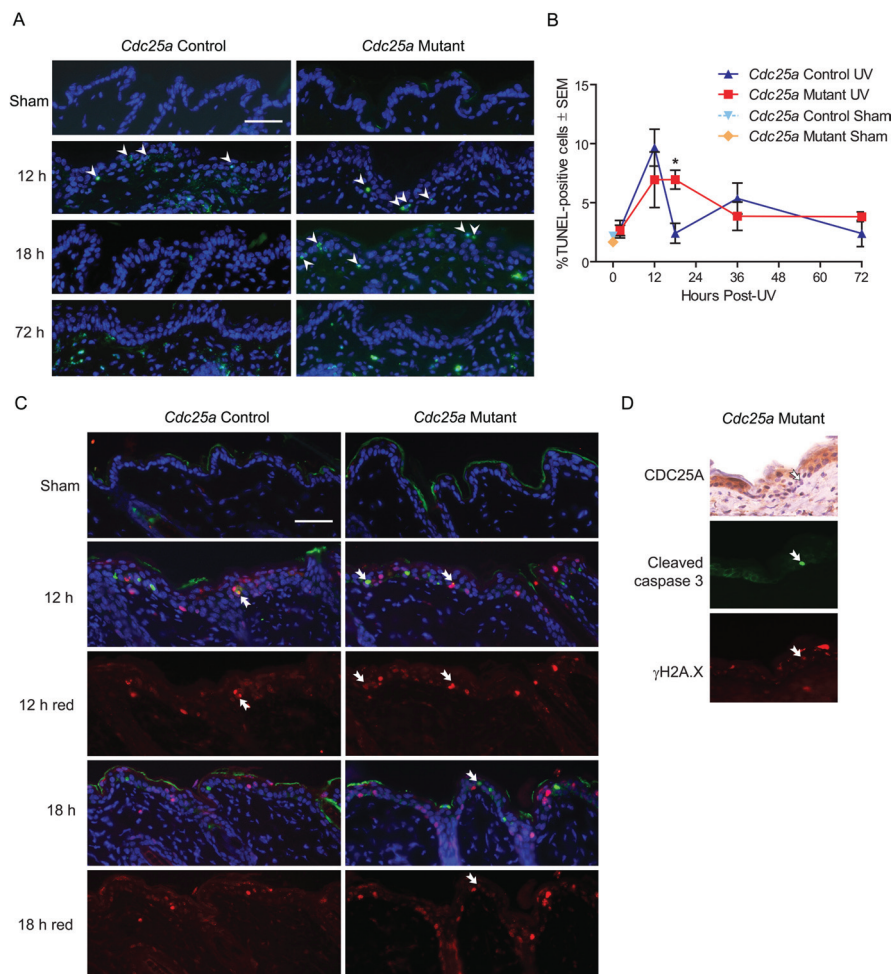 A
Cdc25a Control
Cdc25a Mutant
Sham
12 h
18 h
72 h
B
Cdc25a Control UV
Cdc25a Mutant UV
Cdc25a Control Sham
Cdc25a Mutant Sham
%TUNEL-positive cells ± SEM
15
10
5
0
*
0 12 24 36 48 60 72
Hours Post-UV
C
Cdc25a Control
Cdc25a Mutant
Sham
12 h
12 h red
18 h
18 h red
D
Cdc25a Mutant
CDC25A
Cleaved
caspase 3
γH2A.X